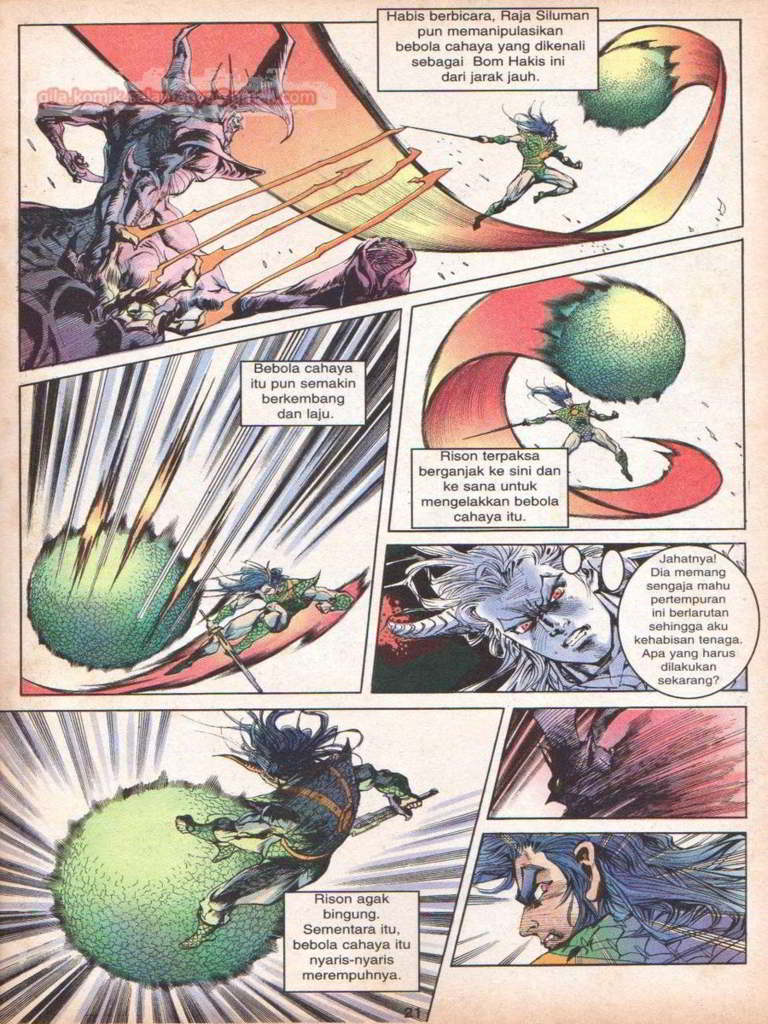 Habis berbicara, Raja Siluman
pun memanipulasikan
bebola cahaya yang dikenali
sebagai Bom Hakis ini
dari jarak jauh.
Bebola cahaya
itu pun semakin
berkembang
dan laju.
Rison terpaksa
berganjak ke sini dan
ke sana untuk
mengelakkan bebola
cahaya itu.
Jahatnya!
Dia memang
sengaja mahu
pertempuran
ini berlarutan
sehingga aku
kehabisan tenaga.
Apa yang harus
dilakukan
sekarang?
Rison agak
bingung.
Sementara itu,
bebola cahaya itu
nyaris-nyaris
merempuhnya.
21